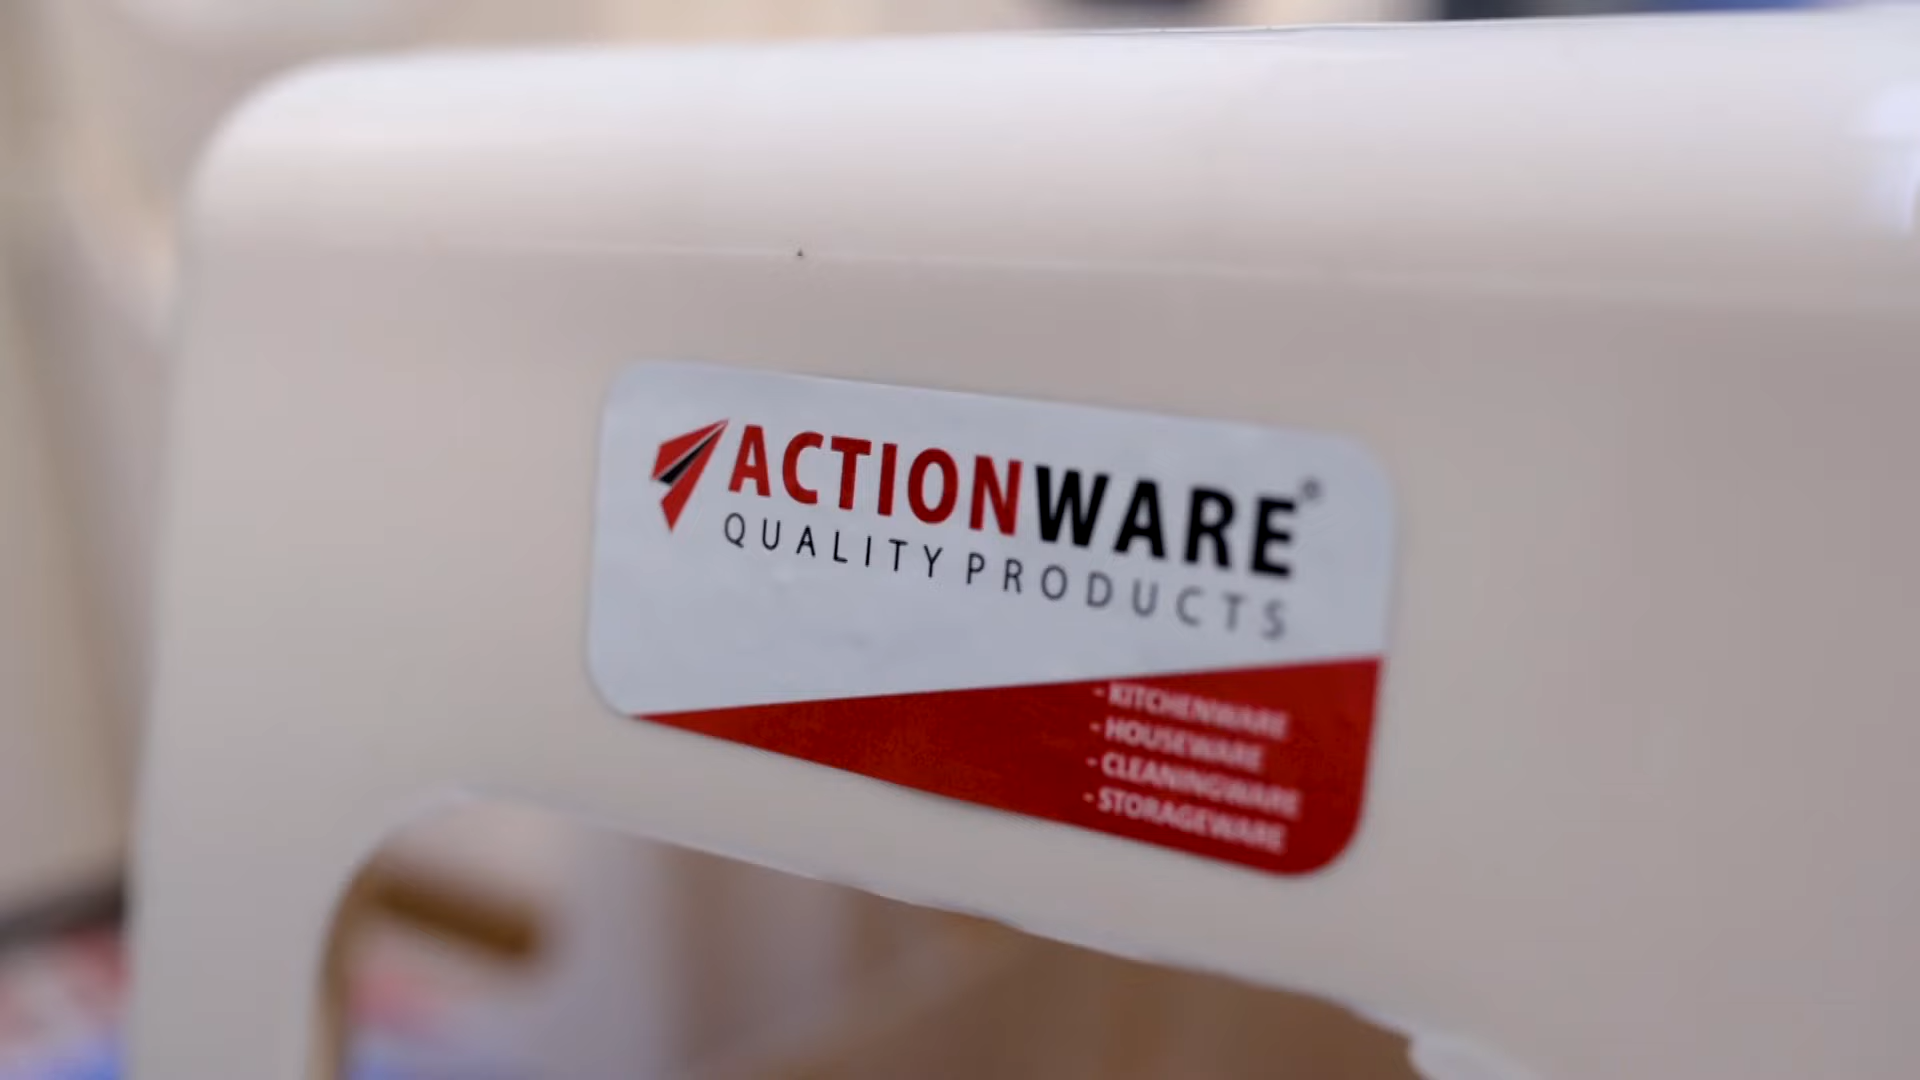 ACTIONWARE®
QUALITY PRODUCTS
- KITCHENWARE
- HOUSEWARE
- CLEANINGWARE
- STORAGEWARE